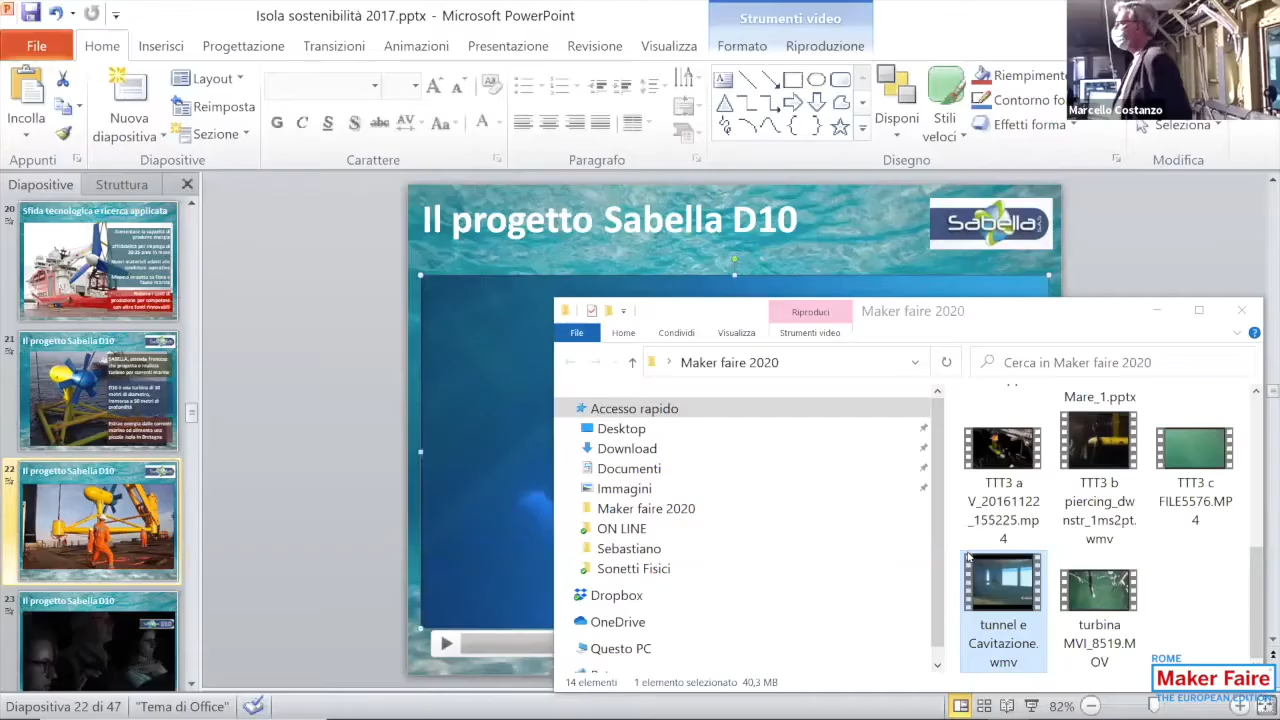 Isola sostenibilità 2017.pptx - Microsoft PowerPoint
Strumenti video
File
Home
Inserisci
Progettazione
Transizioni
Animazioni
Presentazione
Revisione
Visualizza
Formato
Riproduzione
Incolla
Nuova
diapositiva
Layout
Reimposta
Sezione
Disponi
Stili
veloci
Riempimento
Contorno fo
Effetti forma
Seleziona
Marcello Costanzo
Appunti
Diapositive
Carattere
Paragrafo
Disegno
Modifica
Diapositive
Struttura
20
Sfida tecnologica e ricerca applicata
21
Il progetto Sabella D10
22
Il progetto Sabella D10
23
Il progetto Sabella D10
Il progetto Sabella D10
Sabella
Riproduci
Maker faire 2020
File
Home
Condividi
Visualizza
Strumenti video
Maker faire 2020
erca in Maker faire 2020
Accesso rapido
Desktop
Download
Documenti
Immagini
Maker faire 2020
ON LINE
Sebastiano
Sonetti Fisici
Dropbox
OneDrive
Questo PC
Mare_1.pptx
TTT3 a
V_20161122
_155225.mp
4
TTT3 b
piercing_dw
nstr_1ms2pt.
wmv
TTT3 c
FILE5576.MP
4
tunnel e
Cavitazione.
wmv
turbina
MVI_8519.M
OV
14 elementi
1 elemento selezionato
40,3 MB
ROME
Maker Faire
THE EUROPEAN EDITION
Diapositiva 22 di 47
"Tema di Office"
82%